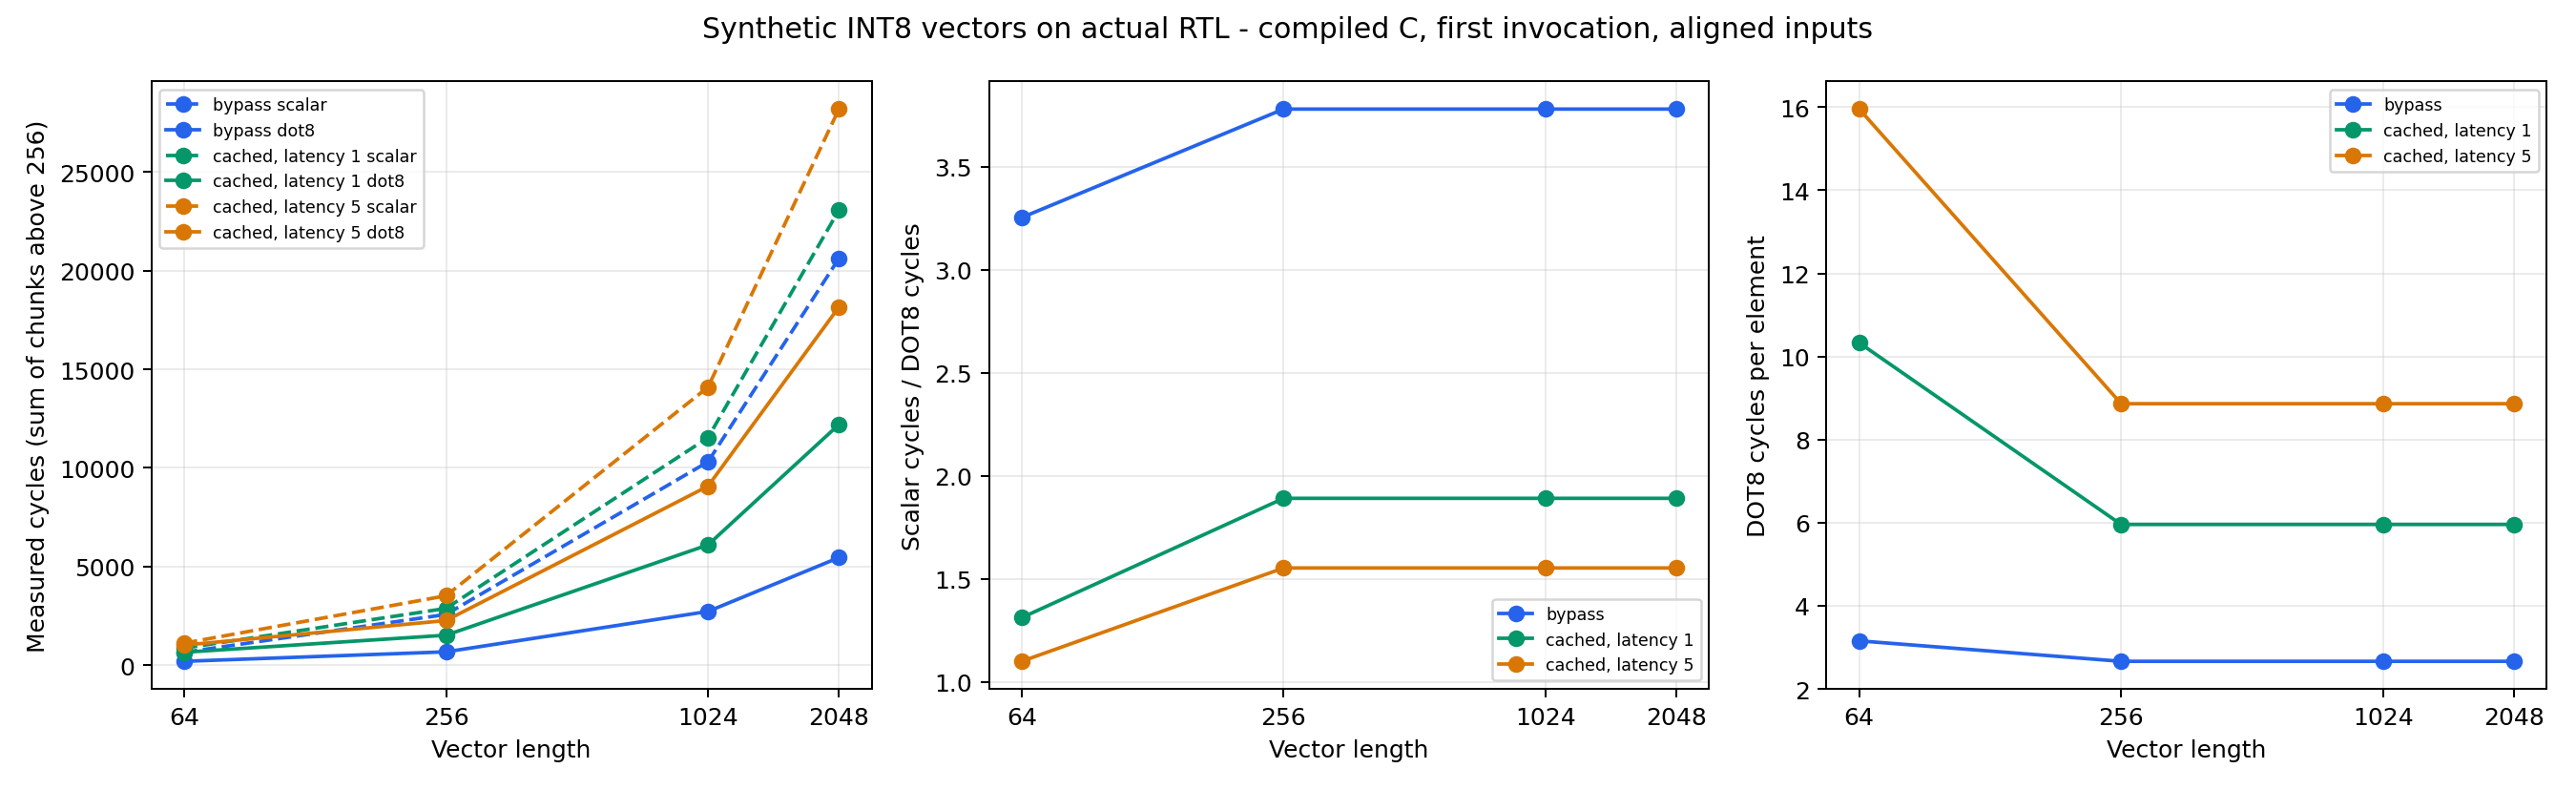 Synthetic INT8 vectors on actual RTL - compiled C, first invocation, aligned inputs
Measured cycles (sum of chunks above 256)
25000
20000
15000
10000
5000
0
bypass scalar
bypass dot8
cached, latency 1 scalar
cached, latency 1 dot8
cached, latency 5 scalar
cached, latency 5 dot8
64
256
1024
2048
Vector length
Scalar cycles / DOT8 cycles
3.5
3.0
2.5
2.0
1.5
1.0
bypass
cached, latency 1
cached, latency 5
64
256
1024
2048
Vector length
DOT8 cycles per element
16
14
12
10
8
6
4
2
bypass
cached, latency 1
cached, latency 5
64
256
1024
2048
Vector length